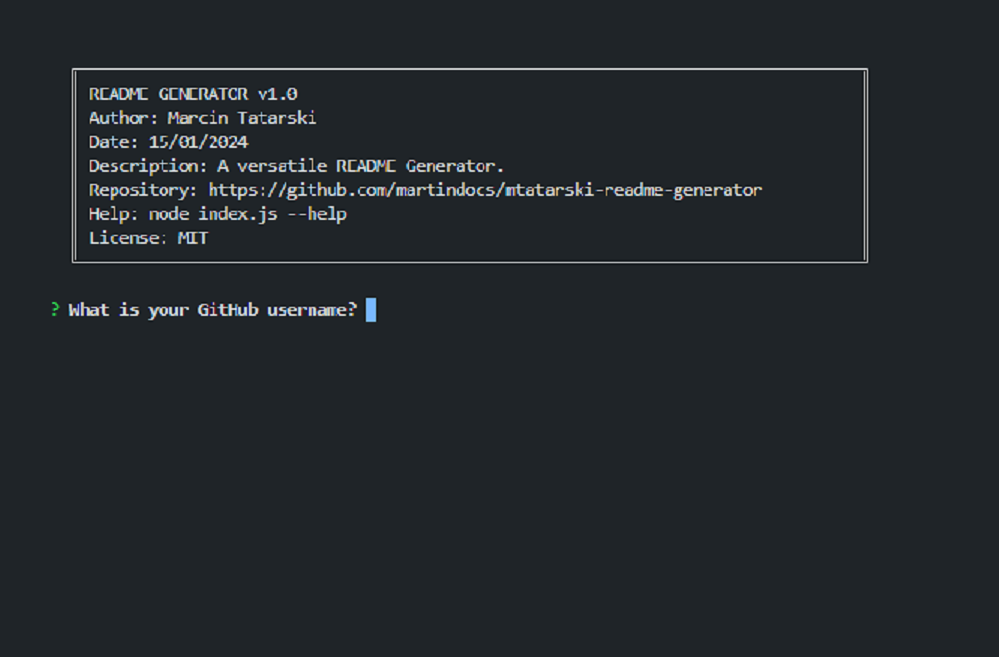 README GENERATOR v1.0
Author: Marcin Tatarski
Date: 15/01/2024
Description: A versatile README Generator.
Repository: https://github.com/martindocs/mtatarski-readme-generator
Help: node index.js --help
License: MIT
? What is your GitHub username?